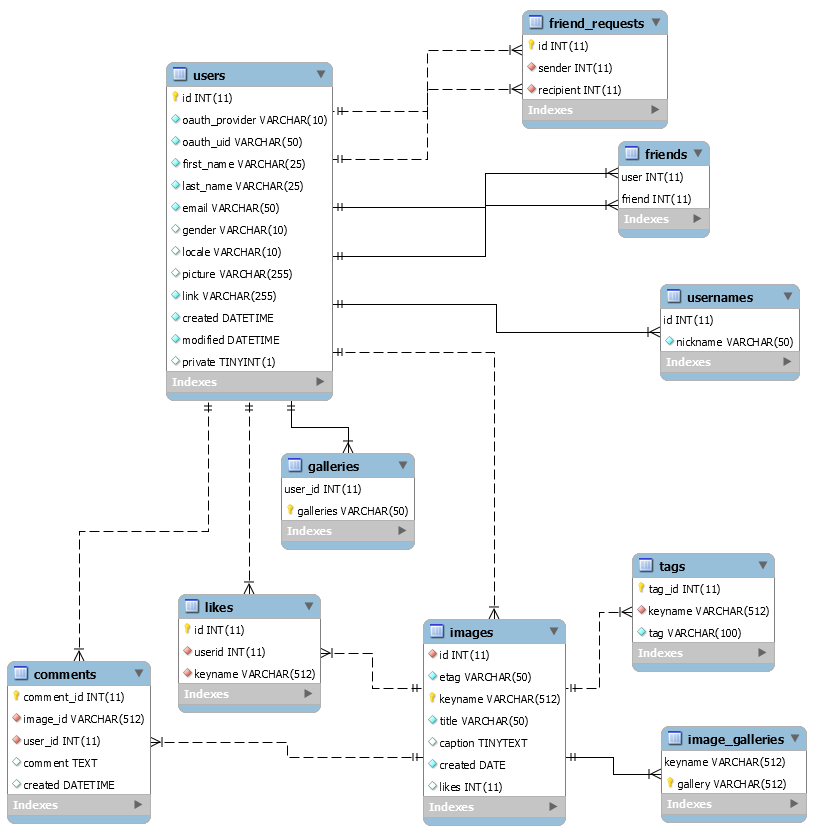 friend_requests
id INT(11)
sender INT(11)
recipient INT(11)
Indexes
users
id INT(11)
oauth_provider VARCHAR(10)
oauth_uid VARCHAR(50)
first_name VARCHAR(25)
last_name VARCHAR(25)
email VARCHAR(50)
gender VARCHAR(10)
locale VARCHAR(10)
picture VARCHAR(255)
link VARCHAR(255)
created DATETIME
modified DATETIME
private TINYINT(1)
Indexes
friends
user INT(11)
friend INT(11)
Indexes
usernames
id INT(11)
nickname VARCHAR(50)
Indexes
galleries
user_id INT(11)
galleries VARCHAR(50)
Indexes
tags
tag_id INT(11)
keyname VARCHAR(512)
tag VARCHAR(100)
Indexes
likes
id INT(11)
userid INT(11)
keyname VARCHAR(512)
Indexes
images
id INT(11)
etag VARCHAR(50)
keyname VARCHAR(512)
title VARCHAR(50)
caption TINYTEXT
created DATE
likes INT(11)
Indexes
comments
comment_id INT(11)
image_id VARCHAR(512)
user_id INT(11)
comment TEXT
created DATETIME
Indexes
image_galleries
keyname VARCHAR(512)
gallery VARCHAR(512)
Indexes